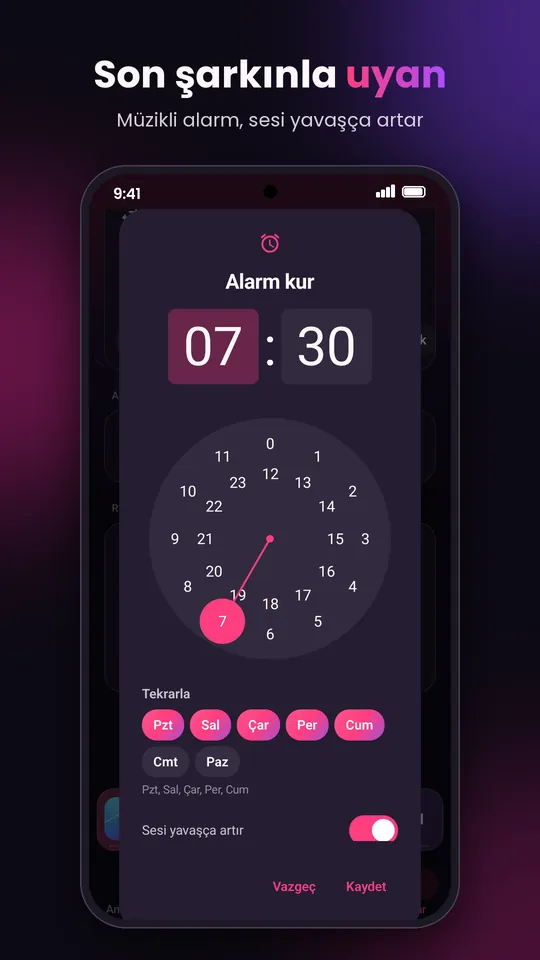 Son şarkınla uyan
Müzikli alarm, sesi yavaşça artar
9:41
Alarm kur
07 : 30
0
11 1
12
23 13
10 2
22 14
9 21 15 3
20 16
8 4
19 17
18
7 5
6
Tekrarla
Pzt Sal Çar Per Cum
Cmt Paz
Pzt, Sal, Çar, Per, Cum
Sesi yavaşça artır
Vazgeç Kaydet